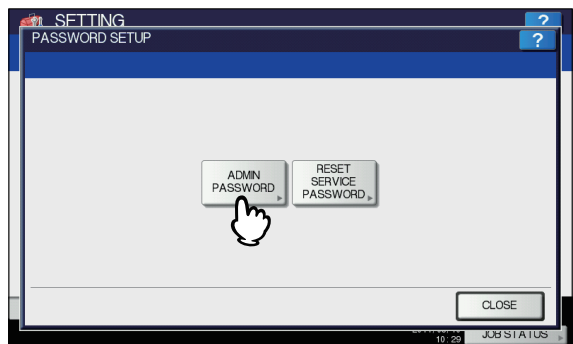 SETTING
?
PASSWORD SETUP
?
ADMIN
PASSWORD
RESET
SERVICE
PASSWORD
CLOSE
10:29
JOB STATUS